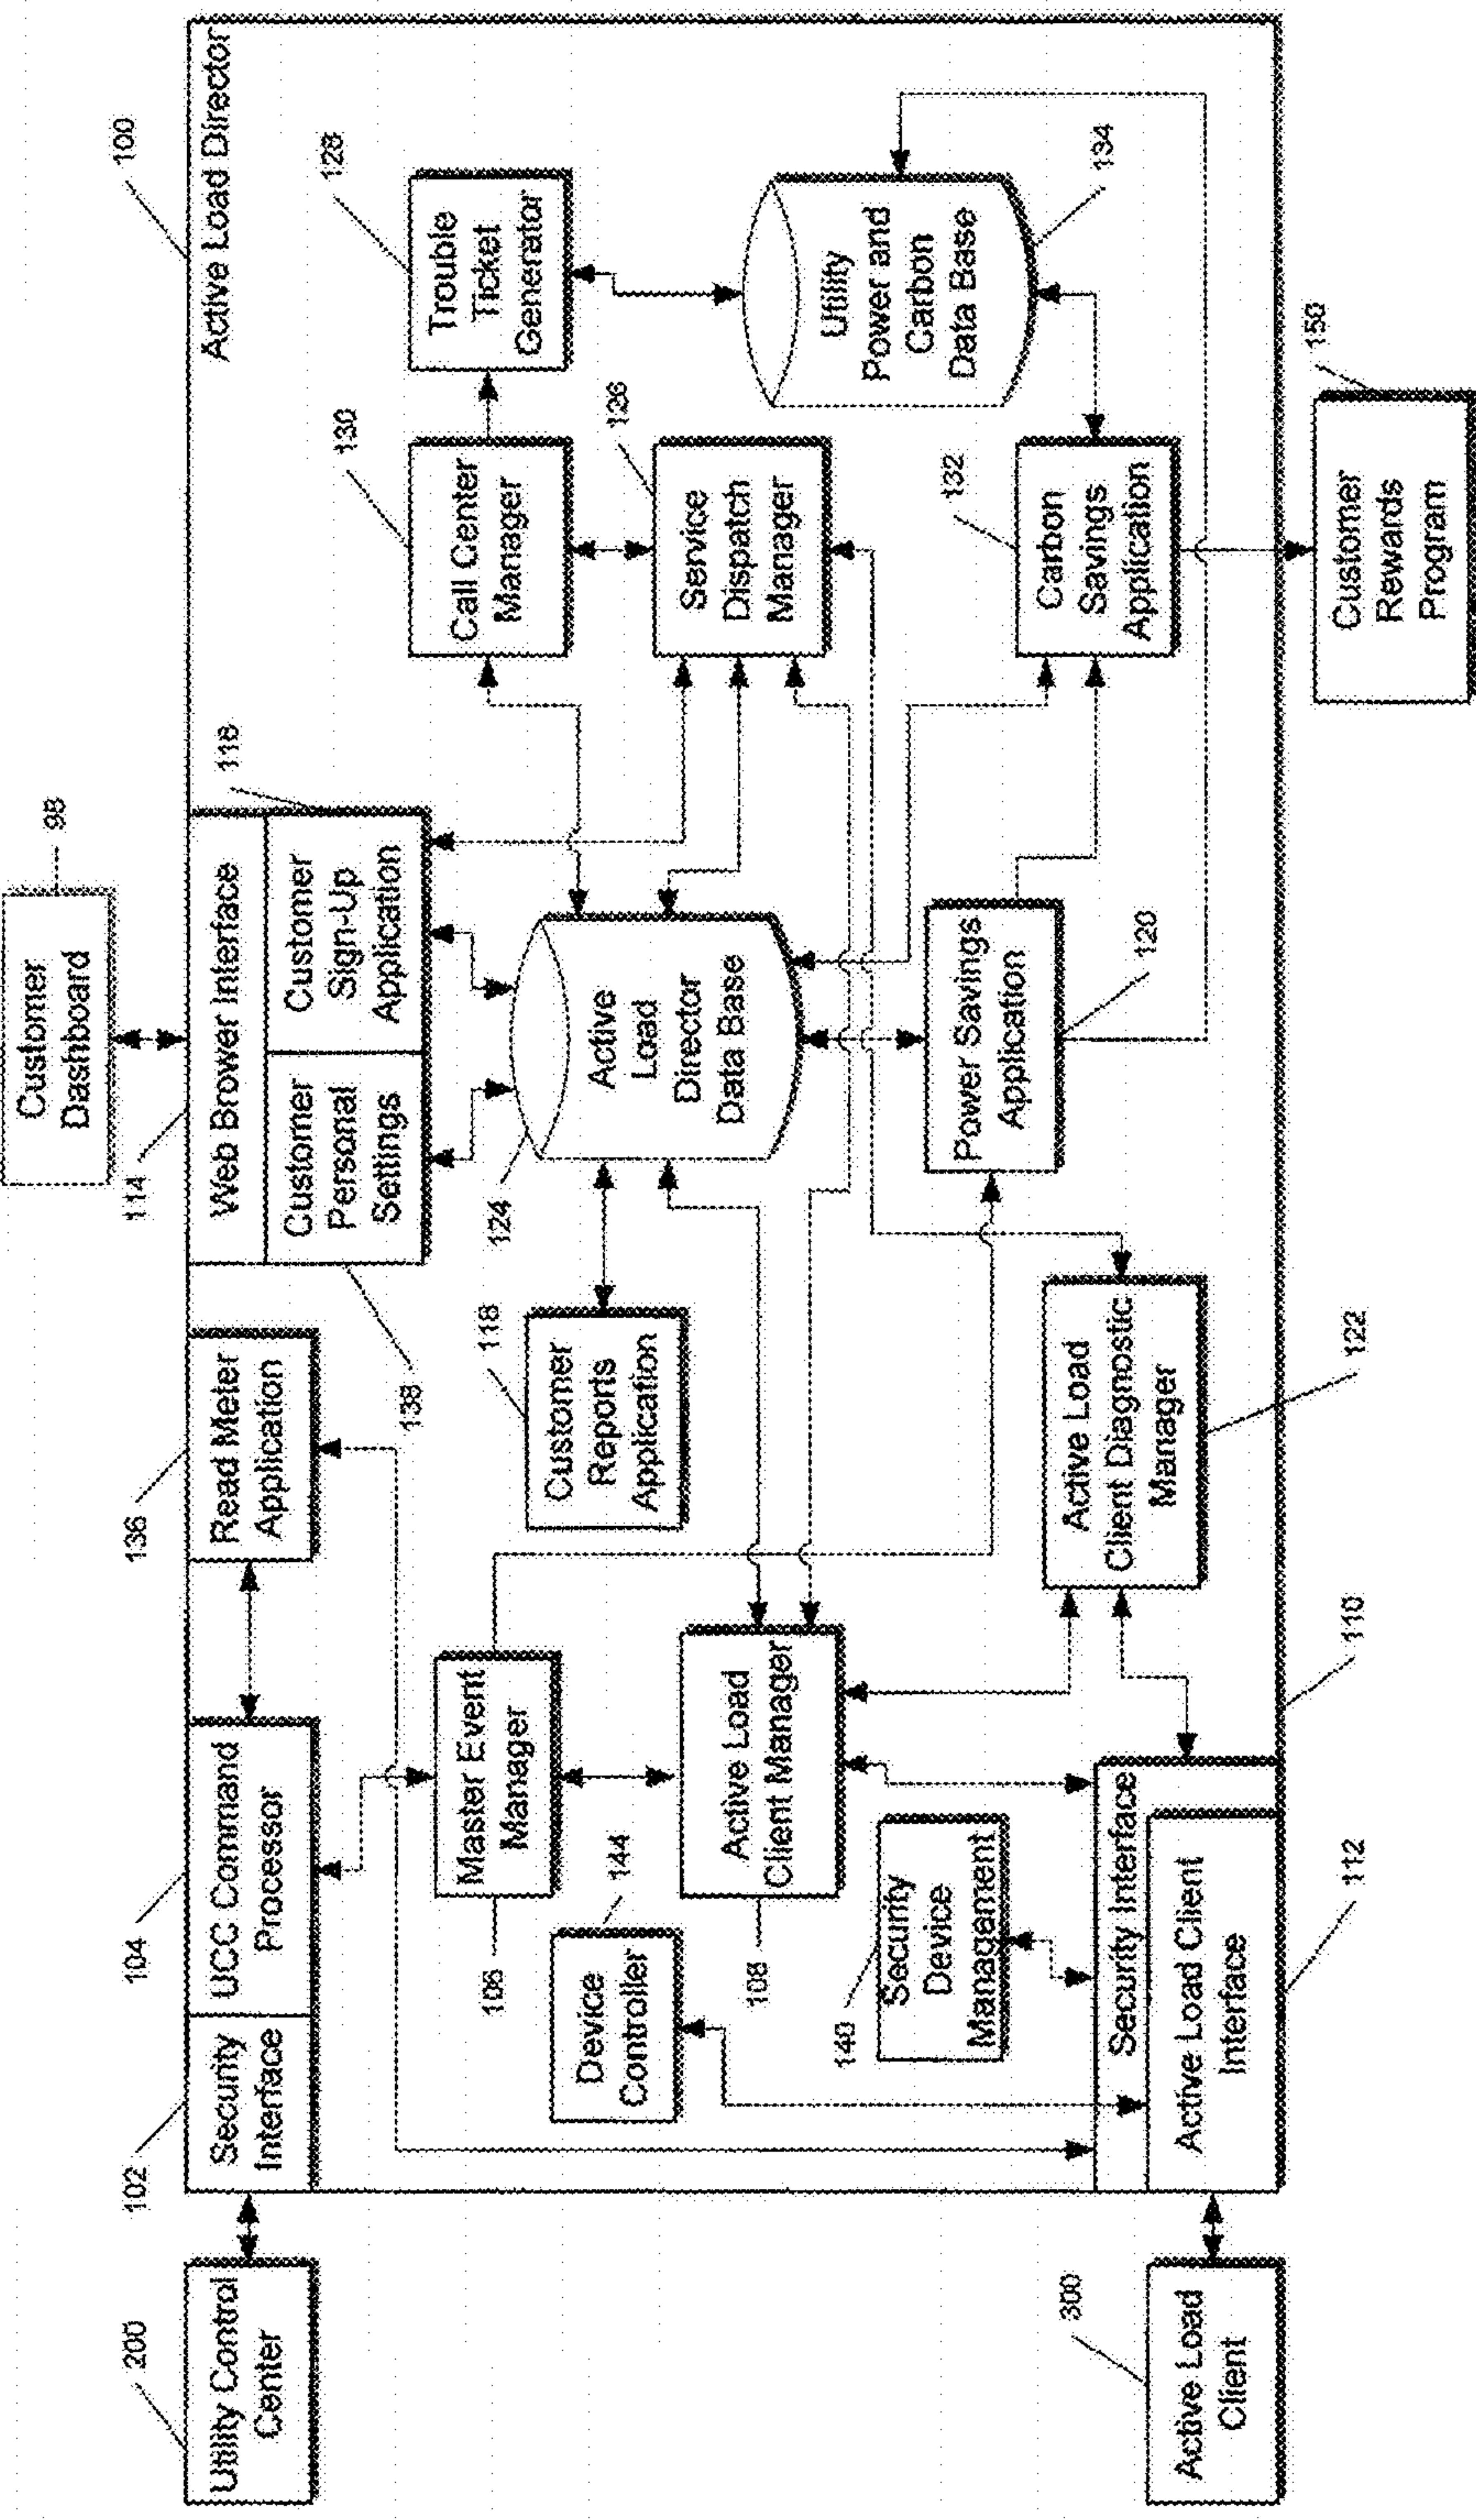 Customer
Dashboard
98
100
Active Load Director
200
Utility Control
Center
102
Security
Interface
104
UCC Command
Processor
136
Read Meter
Application
114
Web Brower Interface
138
Customer
Personal
Settings
Customer
Sign-Up
Application
116
106
Master Event
Manager
144
Device
Controller
118
Customer
Reports
Application
124
Active
Load
Director
Data Base
130
Call Center
Manager
128
Trouble
Ticket
Generator
126
Service
Dispatch
Manager
108
Active Load
Client Manager
140
Security
Device
Management
120
Power Savings
Application
132
Carbon
Savings
Application
134
Utility
Power and
Carbon
Data Base
122
Active Load
Client Diagnostic
Manager
110
Security Interface
112
Active Load Client
Interface
300
Active Load
Client
150
Customer
Rewards
Program